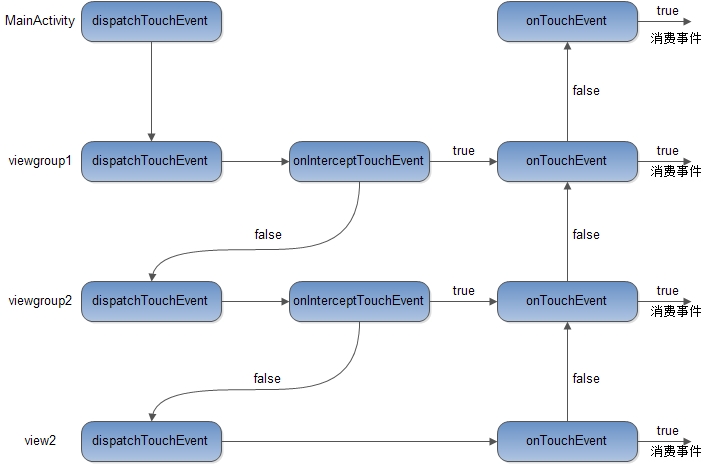 MainActivity
dispatchTouchEvent
onTouchEvent
true
消费事件
false
viewgroup1
dispatchTouchEvent
onInterceptTouchEvent
true
onTouchEvent
true
消费事件
false
false
viewgroup2
dispatchTouchEvent
onInterceptTouchEvent
true
onTouchEvent
true
消费事件
false
false
view2
dispatchTouchEvent
onTouchEvent
true
消费事件